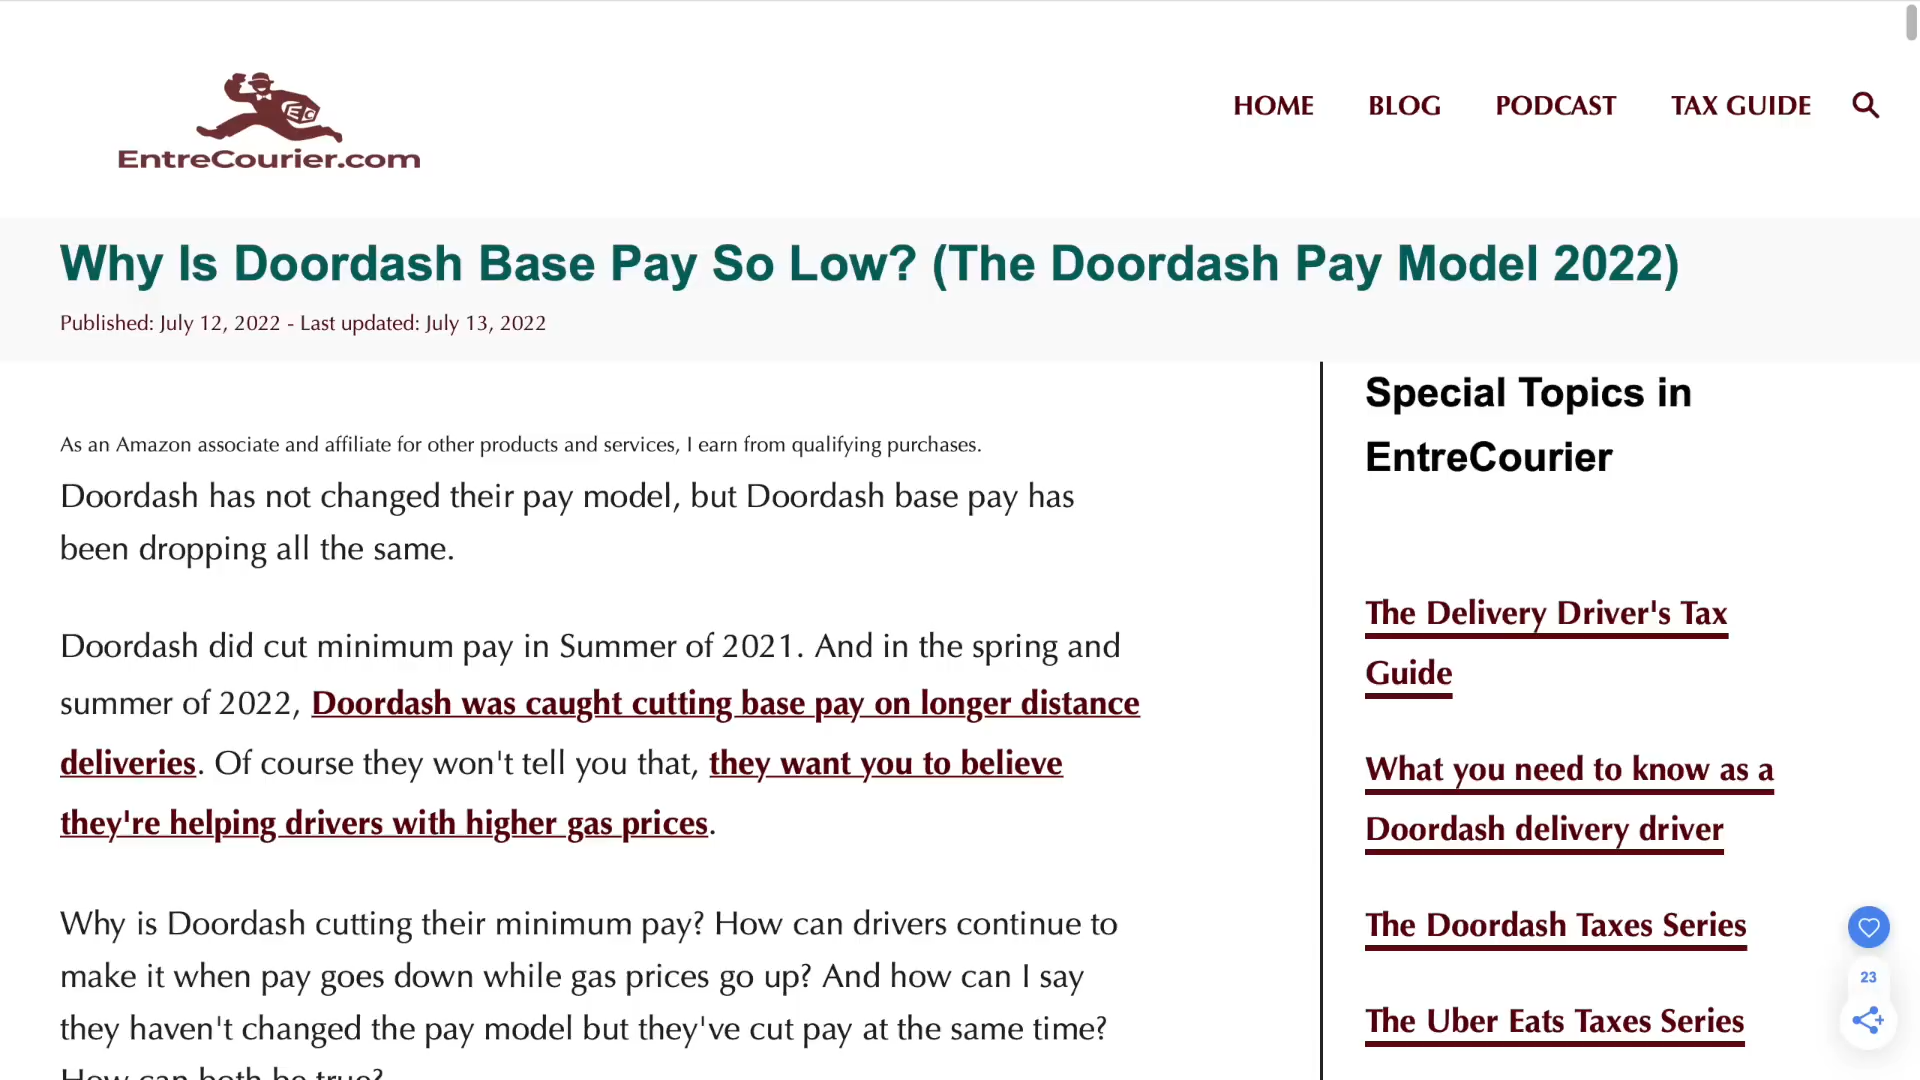 EC
EntreCourier.com
HOME BLOG PODCAST TAX GUIDE
Why Is Doordash Base Pay So Low? (The Doordash Pay Model 2022)
Published: July 12, 2022 - Last updated: July 13, 2022
As an Amazon associate and affiliate for other products and services, I earn from qualifying purchases.
Doordash has not changed their pay model, but Doordash base pay has
been dropping all the same.
Doordash did cut minimum pay in Summer of 2021. And in the spring and
summer of 2022, Doordash was caught cutting base pay on longer distance
deliveries. Of course they won't tell you that, they want you to believe
they're helping drivers with higher gas prices.
Why is Doordash cutting their minimum pay? How can drivers continue to
make it when pay goes down while gas prices go up? And how can I say
they haven't changed the pay model but they've cut pay at the same time?
How can both be true?
Special Topics in
EntreCourier
The Delivery Driver's Tax
Guide
What you need to know as a
Doordash delivery driver
The Doordash Taxes Series
The Uber Eats Taxes Series
23